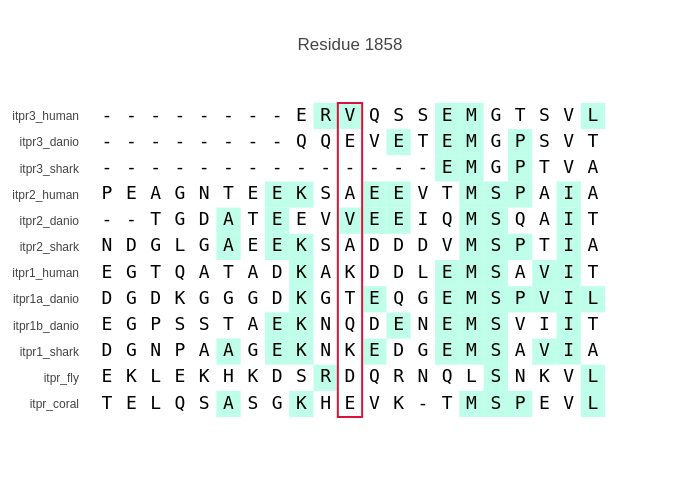 Residue 1858
itpr3_human - - - - - - - - E R V Q S S E M G T S V L
itpr3_danio - - - - - - - - Q Q E V E T E M G P S V T
itpr3_shark - - - - - - - - - - - - - - E M G P T V A
itpr2_human P E A G N T E E K S A E E V T M S P A I A
itpr2_danio - - T G D A T E E V V E E I Q M S Q A I T
itpr2_shark N D G L G A E E K S A D D D V M S P T I A
itpr1_human E G T Q A T A D K A K D D L E M S A V I T
itpr1a_danio D G D K G G G D K G T E Q G E M S P V I L
itpr1b_danio E G P S S T A E K N Q D E N E M S V I I T
itpr1_shark D G N P A A G E K N K E D G E M S A V I A
itpr_fly E K L E K H K D S R D Q R N Q L S N K V L
itpr_coral T E L Q S A S G K H E V K - T M S P E V L